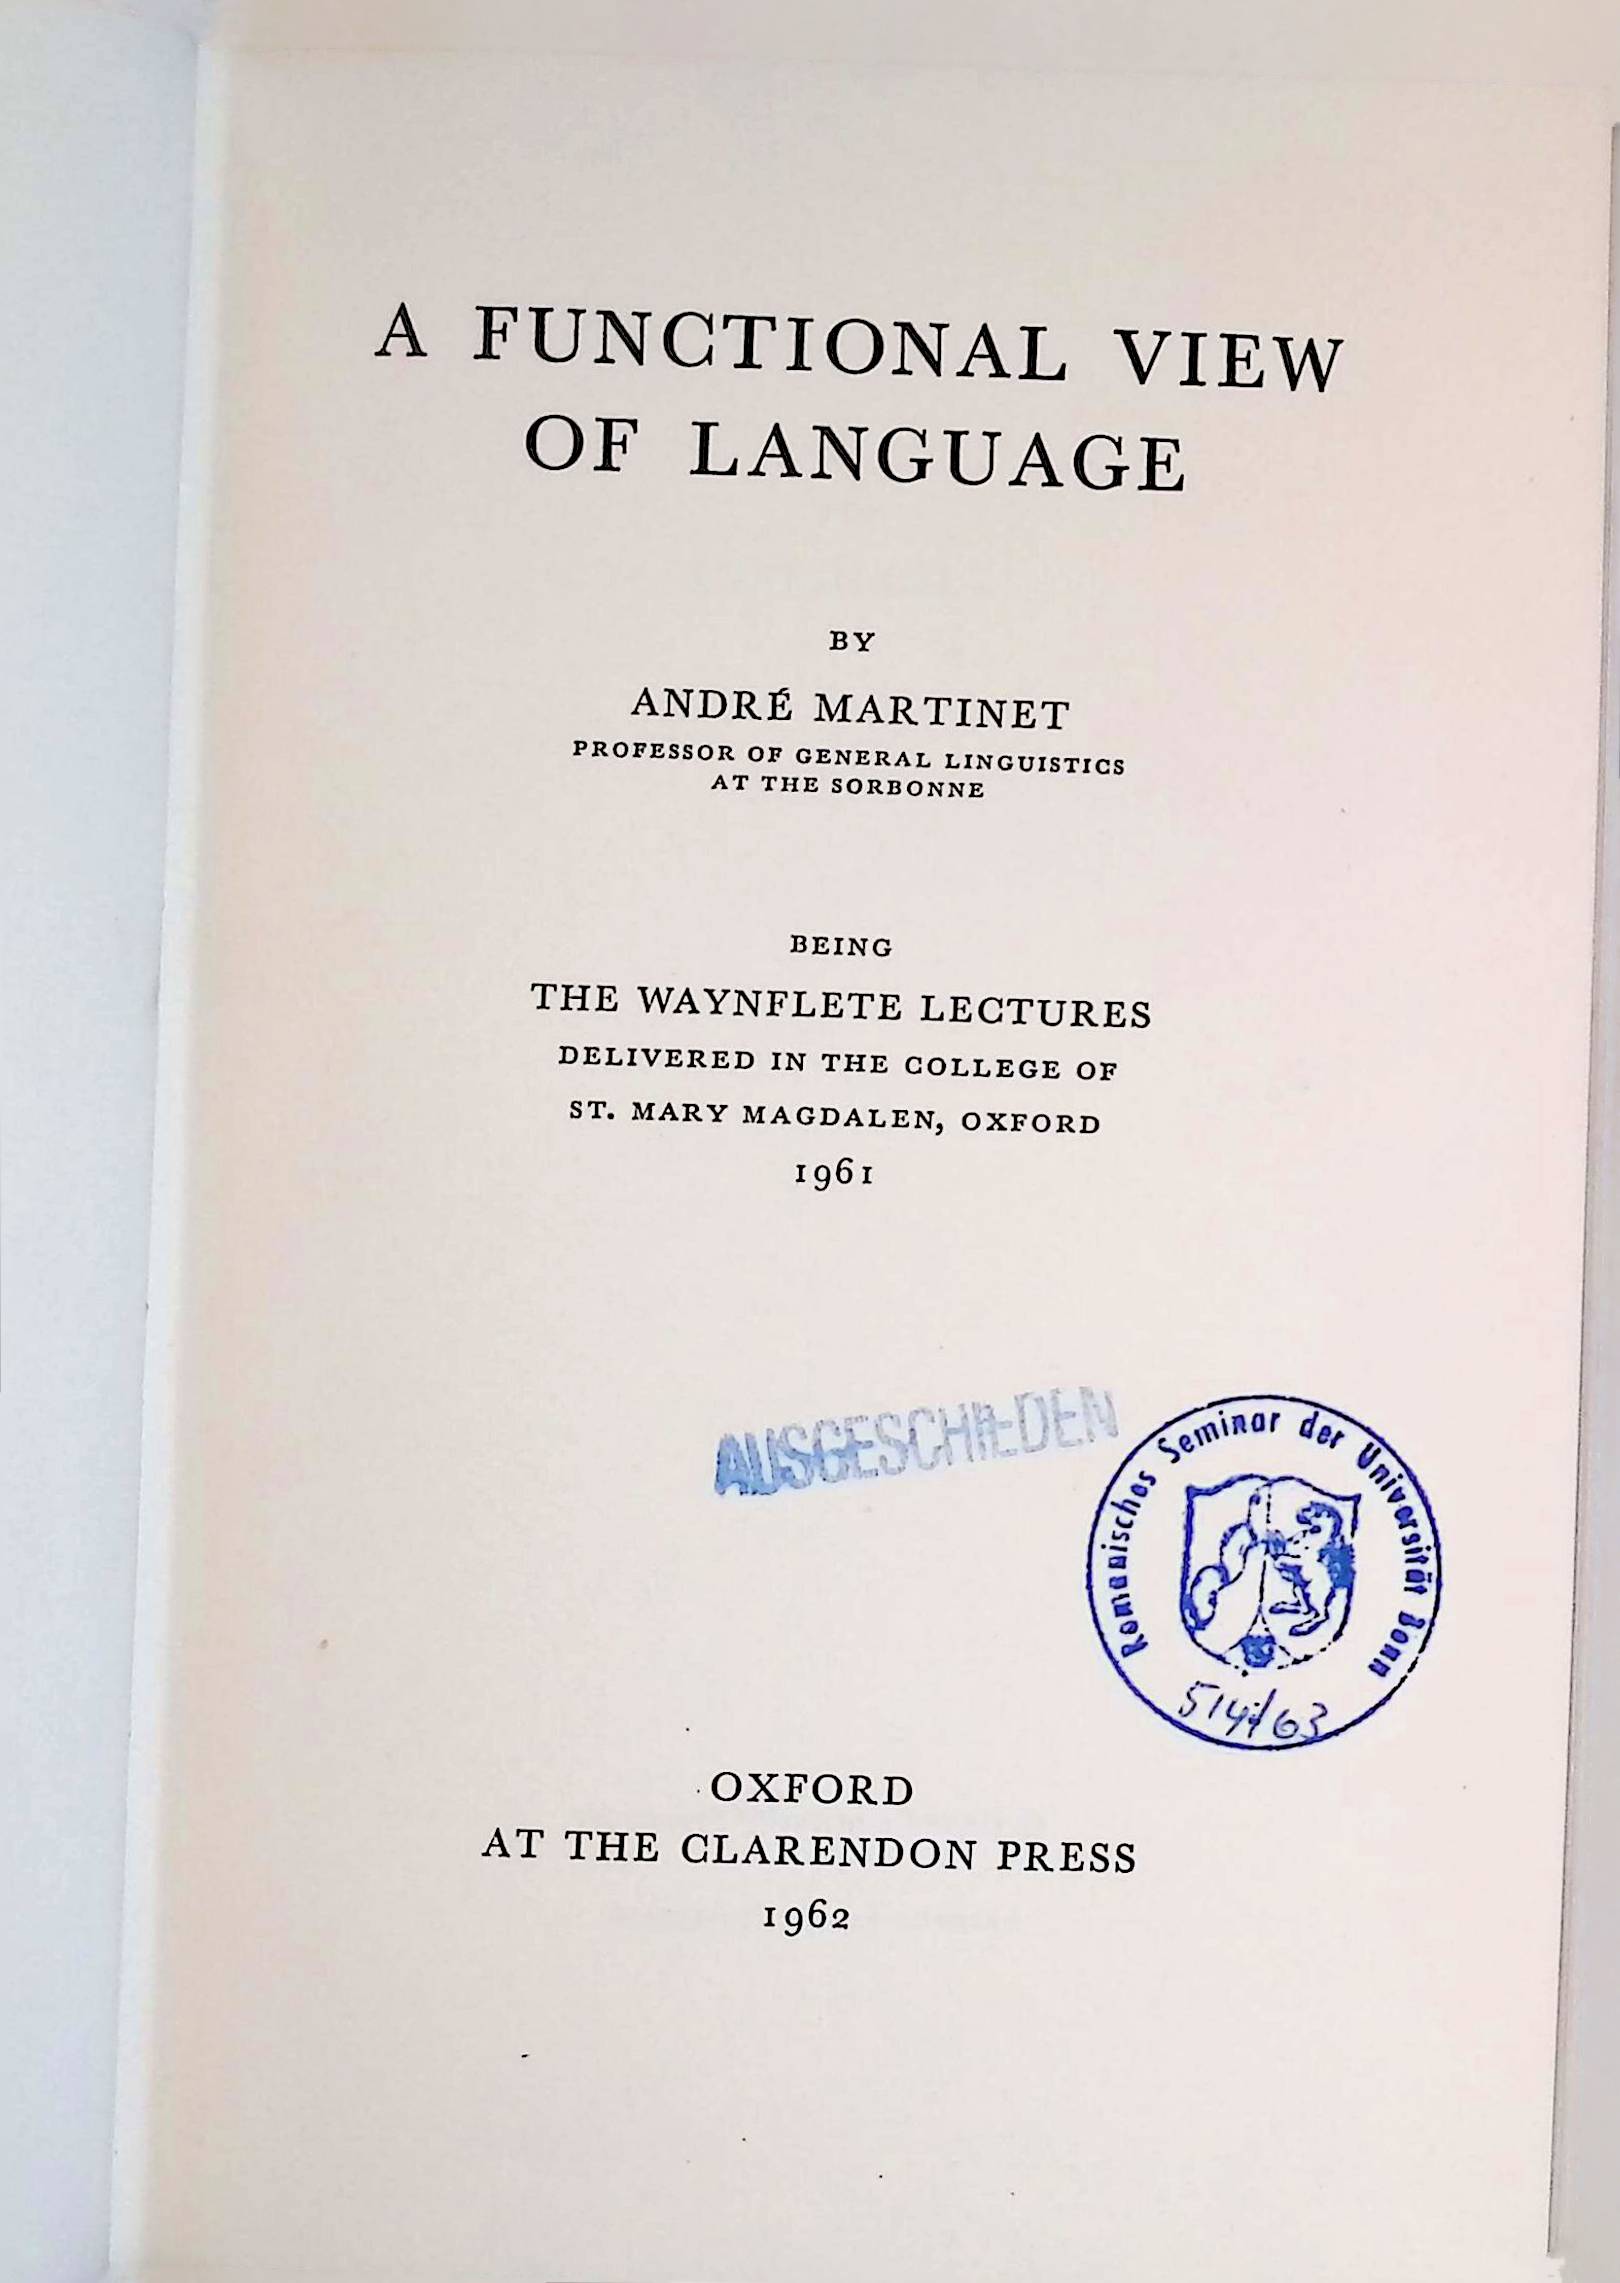 A FUNCTIONAL VIEW
OF LANGUAGE
BY
ANDRÉ MARTINET
PROFESSOR OF GENERAL LINGUISTICS
AT THE SORBONNE
BEING
THE WAYNFLETE LECTURES
DELIVERED IN THE COLLEGE OF
ST. MARY MAGDALEN, OXFORD
1961
AUSGESCHIEDEN
Romanisches Seminar der Universität Bonn
514/63
OXFORD
AT THE CLARENDON PRESS
1962